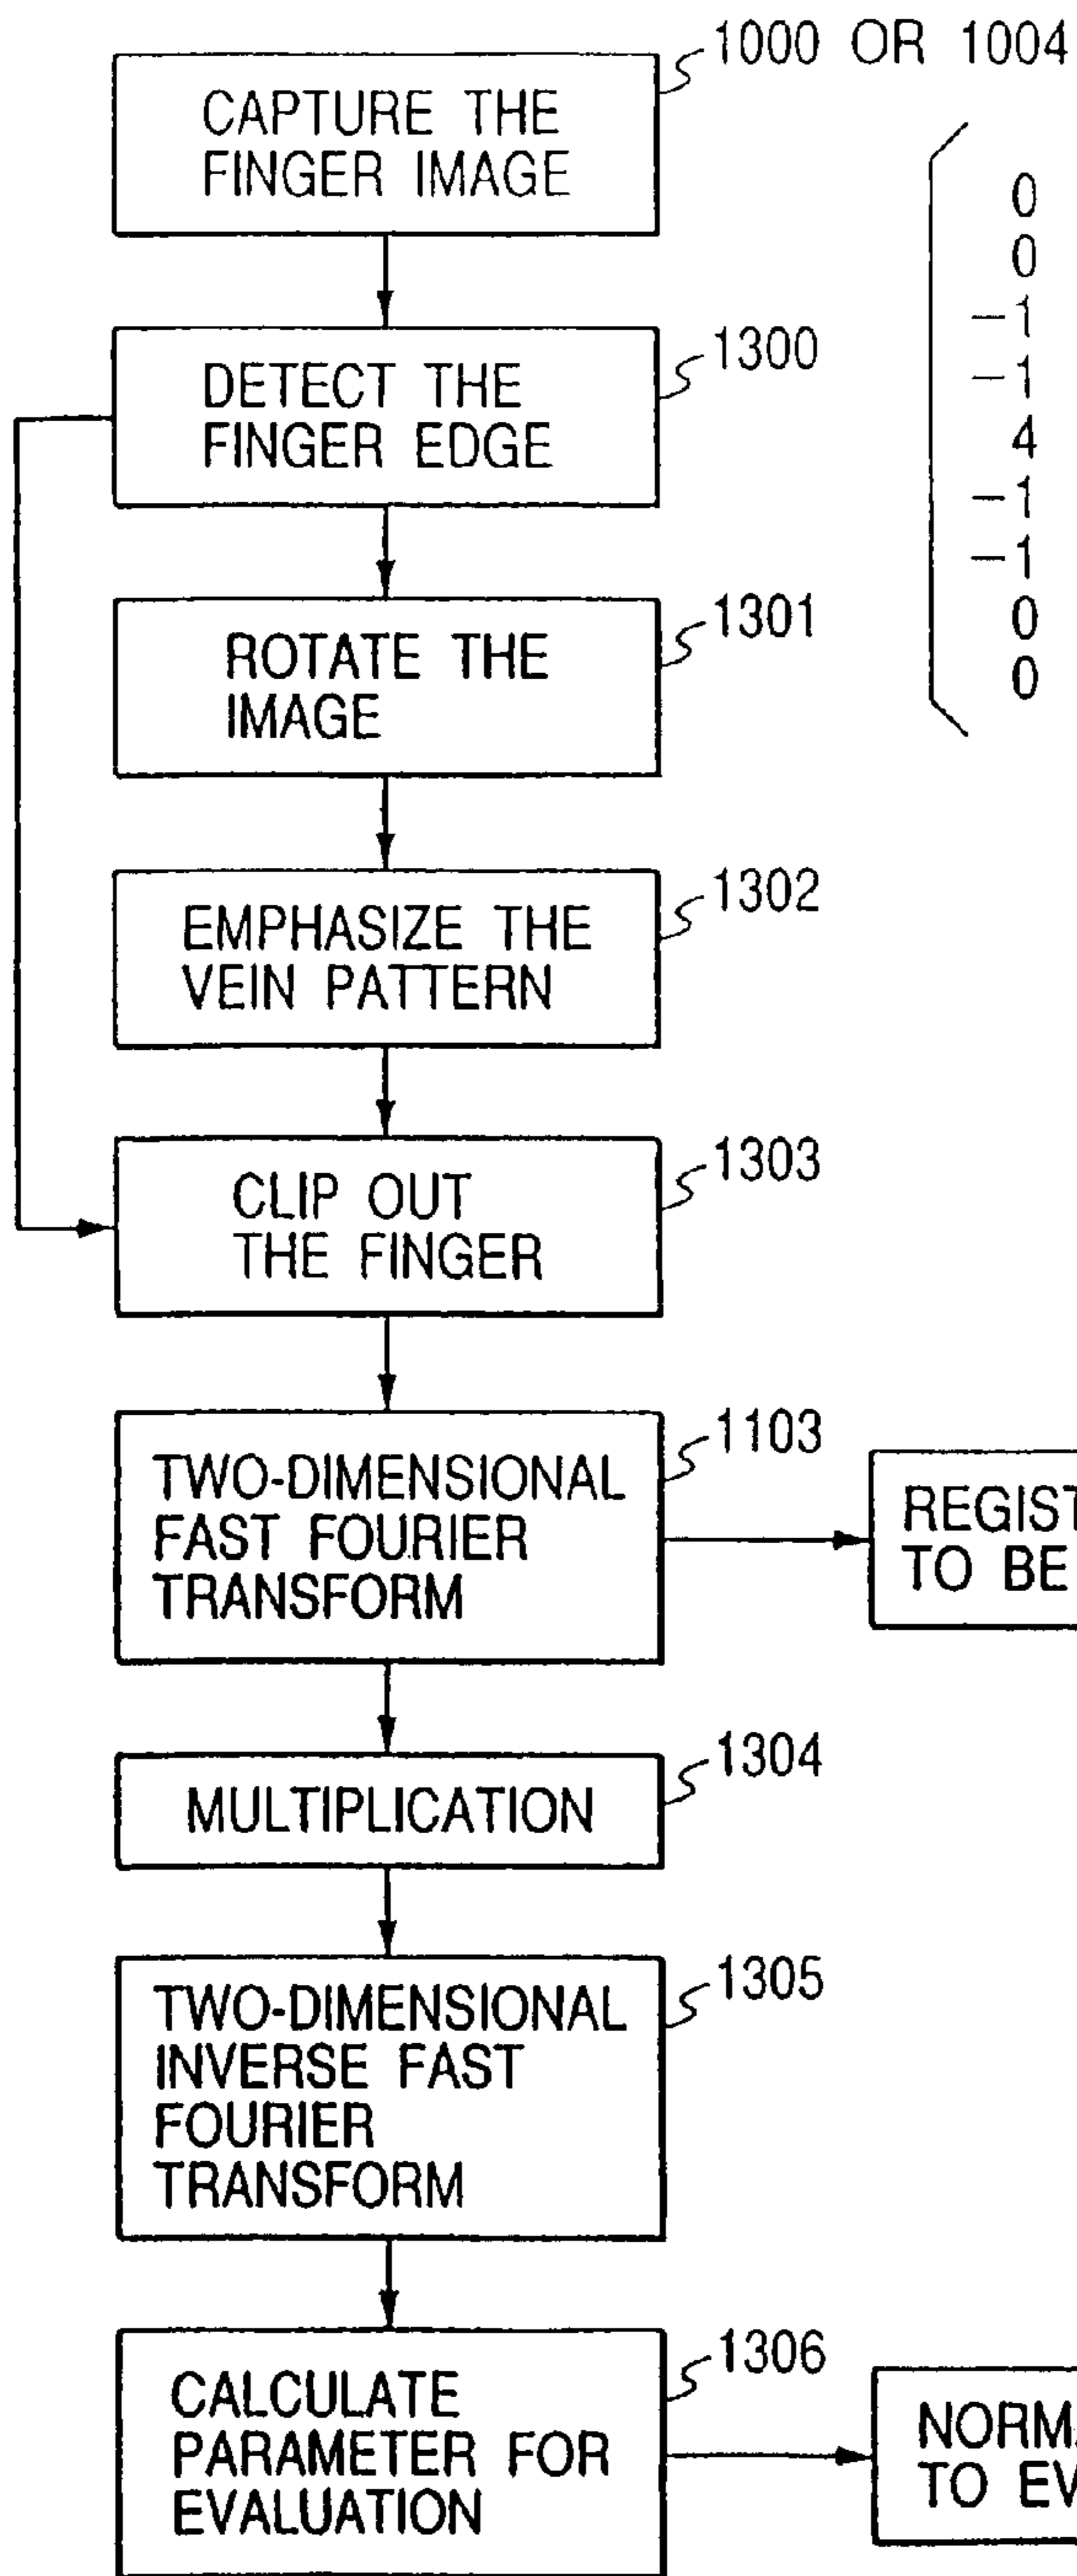 1000 OR 1004
CAPTURE THE
FINGER IMAGE
0
0
-1
-1
4
-1
-1
0
0
1300
DETECT THE
FINGER EDGE
1301
ROTATE THE
IMAGE
1302
EMPHASIZE THE
VEIN PATTERN
1303
CLIP OUT
THE FINGER
1103
TWO-DIMENSIONAL
FAST FOURIER
TRANSFORM
TO BE
1304
MULTIPLICATION
1305
TWO-DIMENSIONAL
INVERSE FAST
FOURIER
TRANSFORM
1306
CALCULATE
PARAMETER FOR
EVALUATION
TO